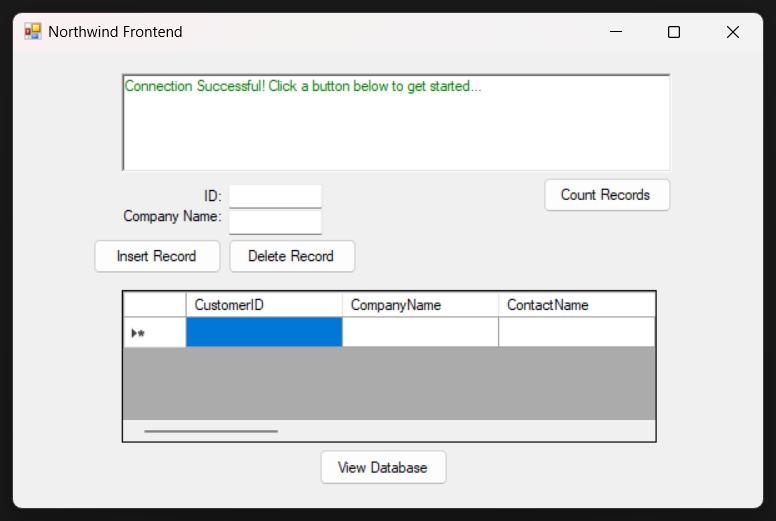 Northwind Frontend
Connection Successful! Click a button below to get started...
ID:
Count Records
Company Name:
Insert Record Delete Record
CustomerID CompanyName ContactName
View Database